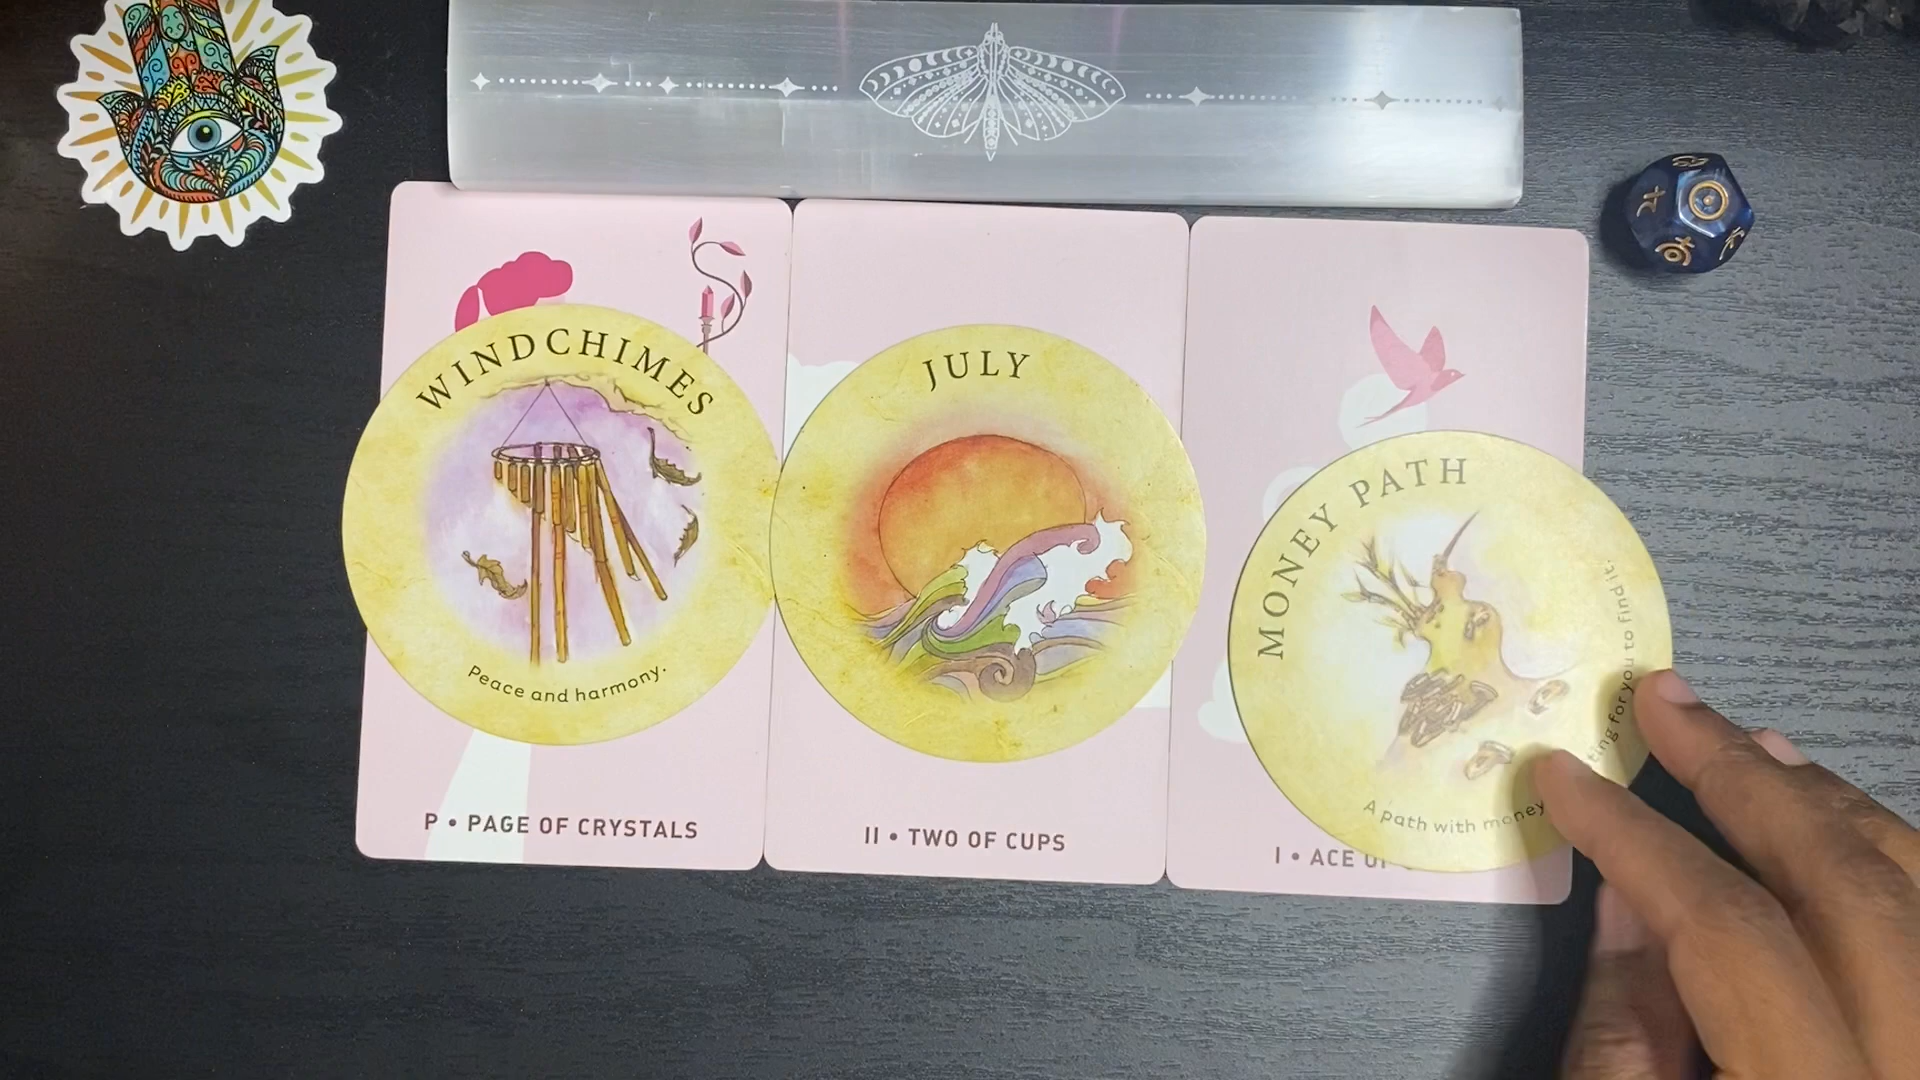 WINDCHIMES
Peace and harmony.
P • PAGE OF CRYSTALS
JULY
II • TWO OF CUPS
MONEY PATH
A path with money
for you to find it.
I • ACE